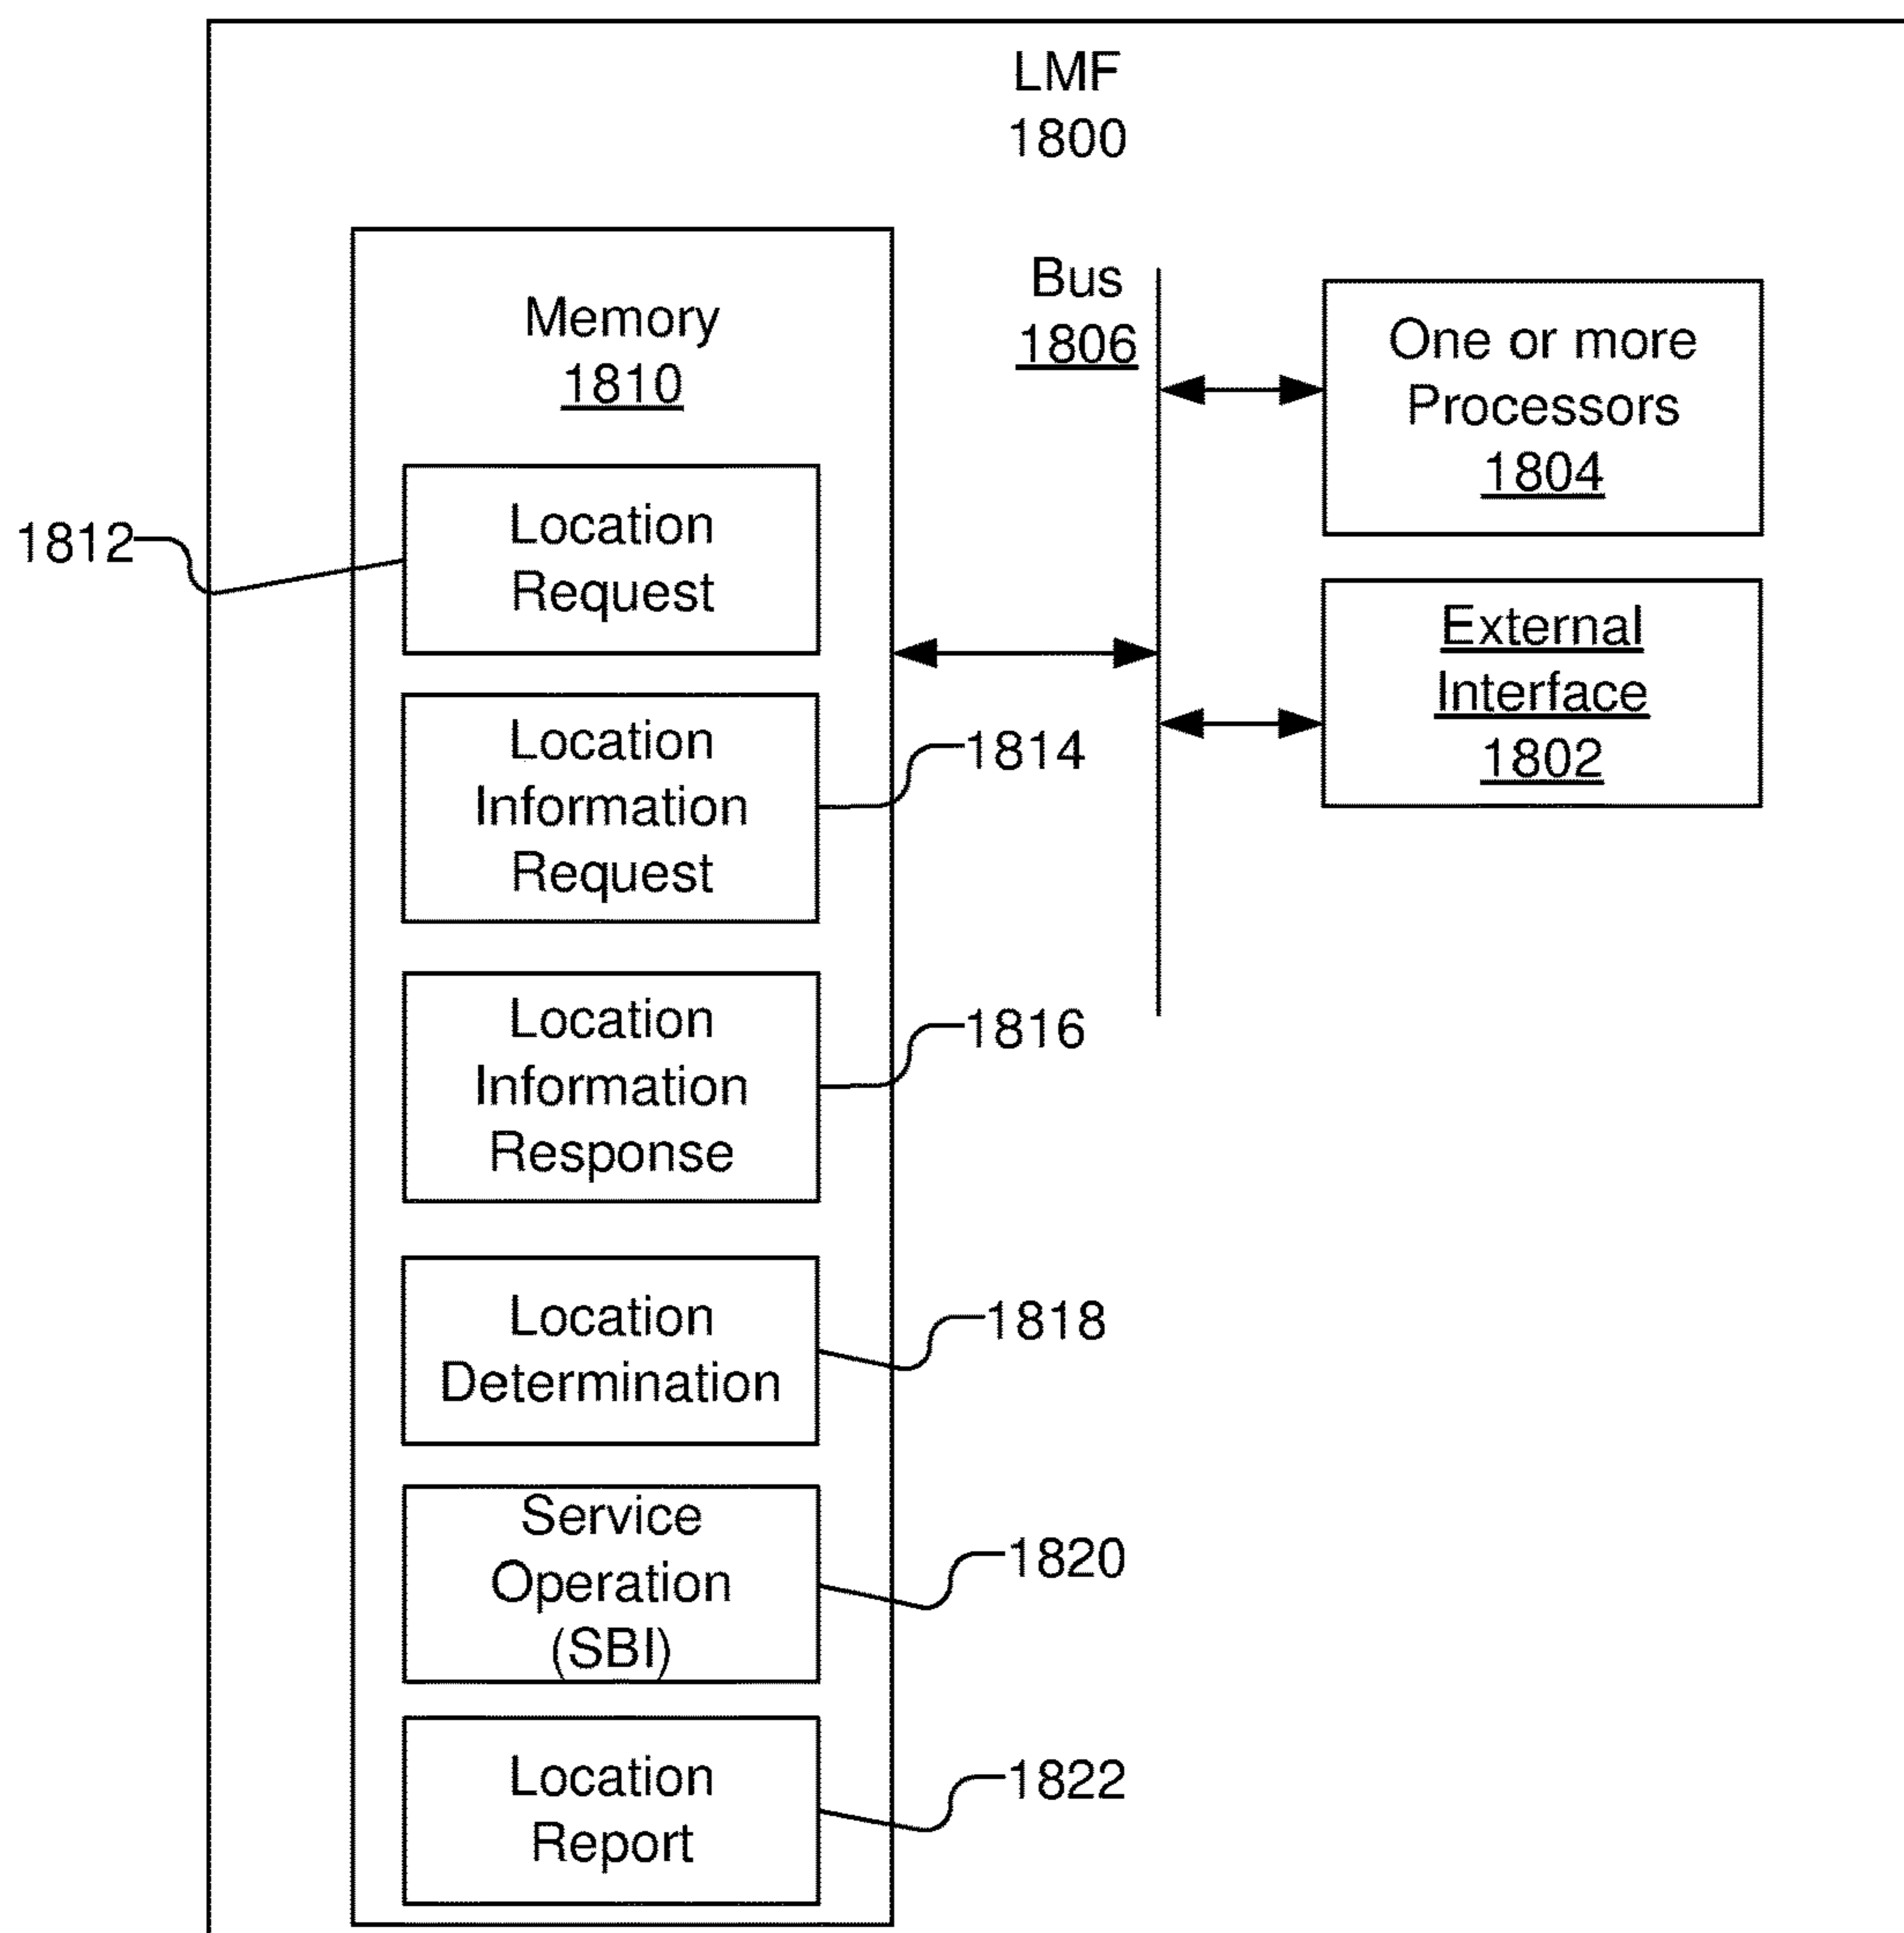 LMF
1800
Memory
1810
Bus
1806
One or more
Processors
1804
External
Interface
1802
1812
Location
Request
Location
Information
Request
1814
Location
Information
Response
1816
Location
Determination
1818
Service
Operation
(SBI)
1820
Location
Report
1822